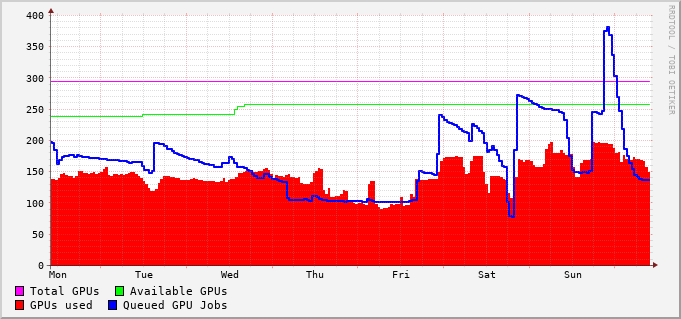 400
350
300
250
200
150
100
50
0
Mon Tue Wed Thu Fri Sat Sun
Total GPUs Available GPUs
GPUs used Queued GPU Jobs
RRDTOOL / TOBI OETIKER